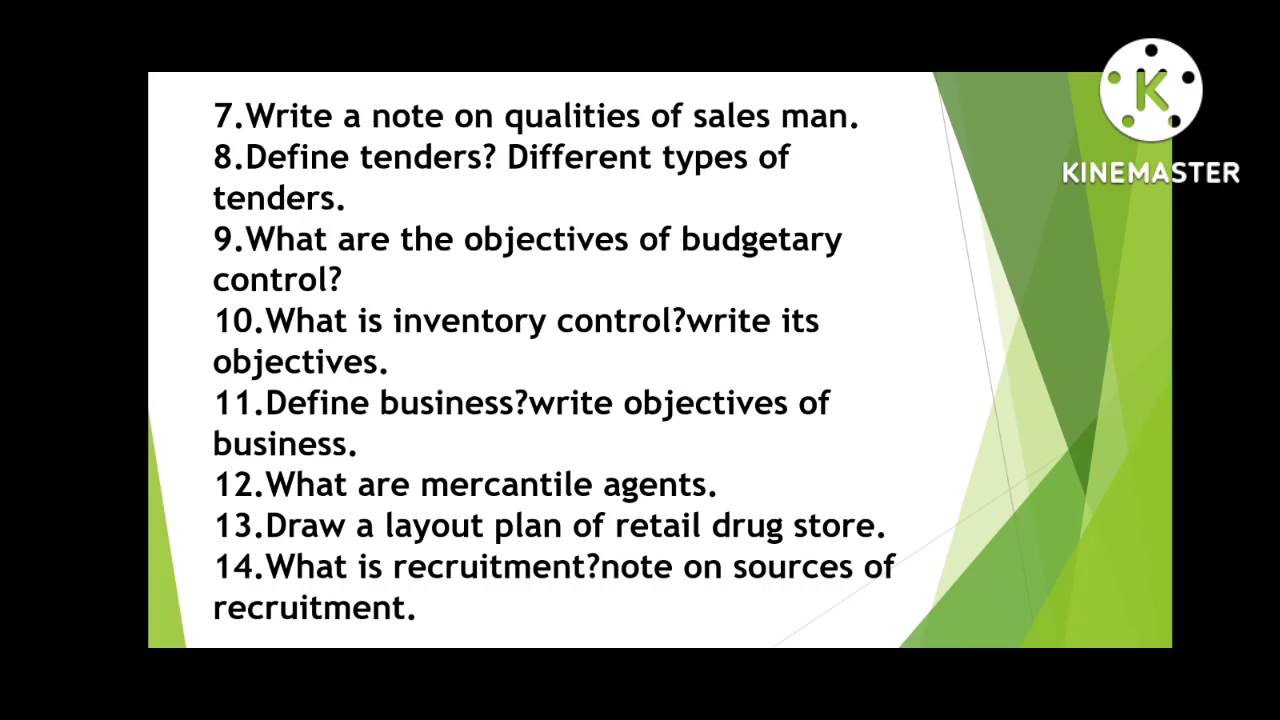 7.Write a note on qualities of sales man.
8.Define tenders? Different types of
tenders.
9.What are the objectives of budgetary
control?
10.What is inventory control?write its
objectives.
11.Define business?write objectives of
business.
12.What are mercantile agents.
13.Draw a layout plan of retail drug store.
14.What is recruitment?note on sources of
recruitment.
K
KINEMASTER